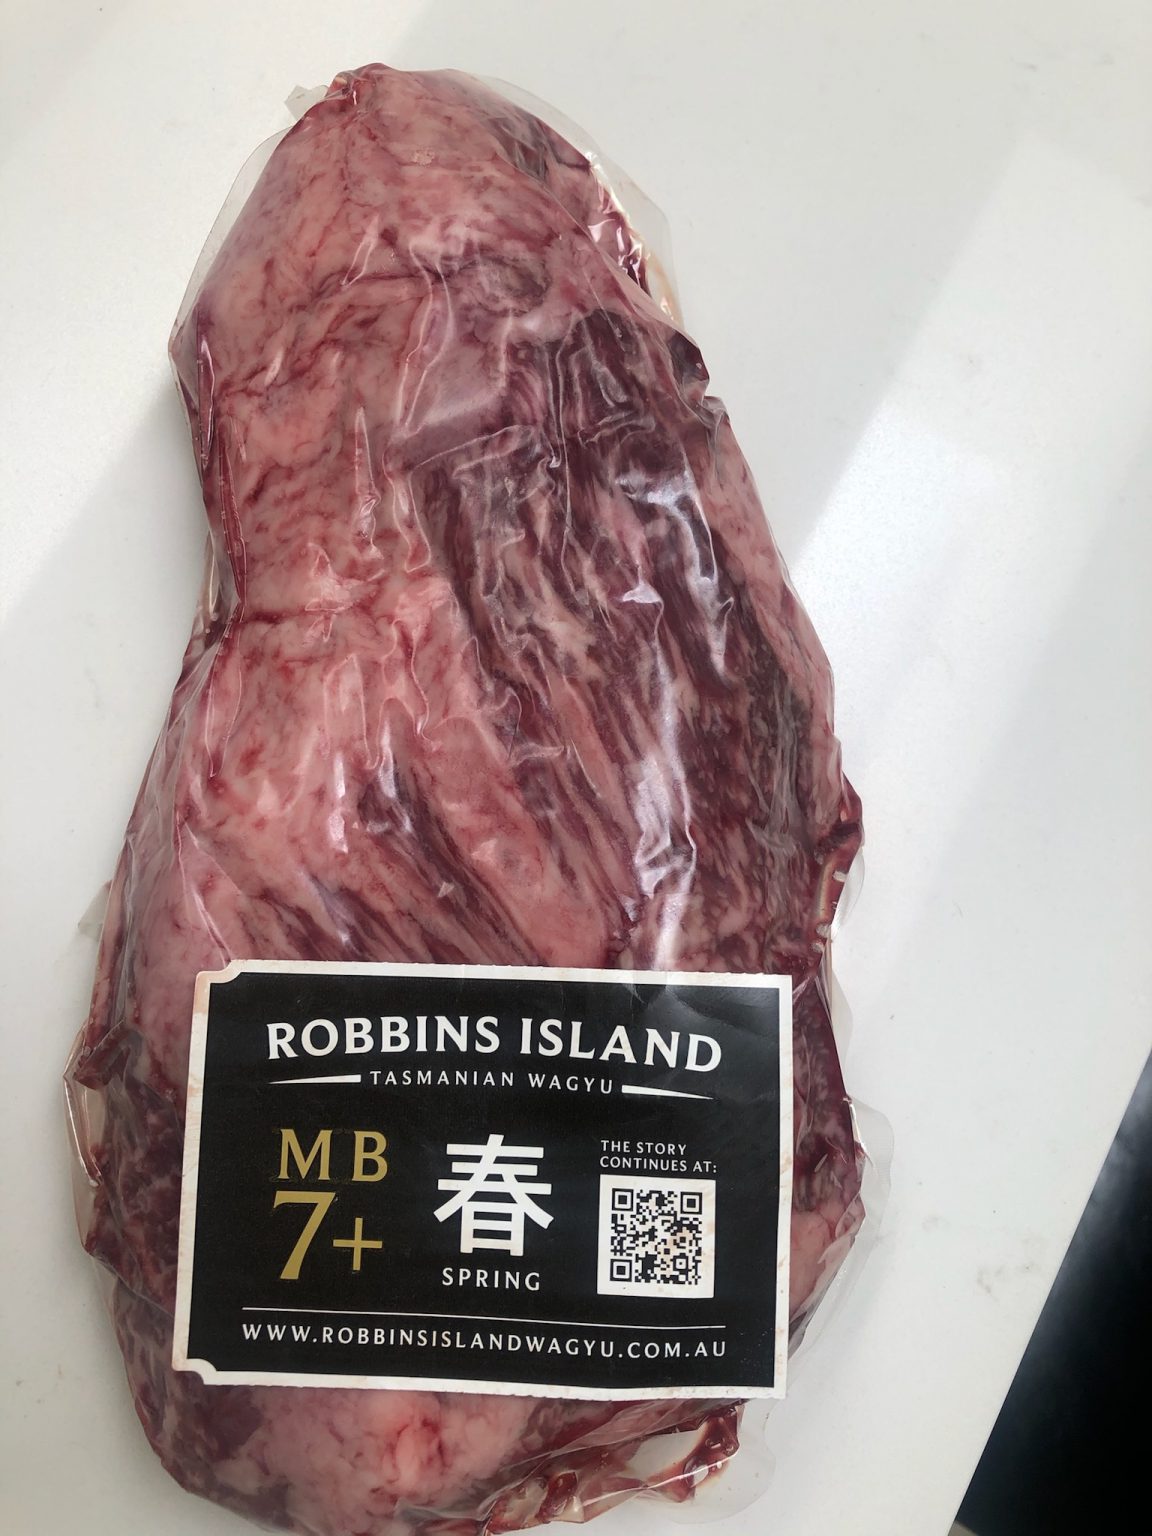 ROBBINS ISLAND
TASMANIAN WAGYU
MB
7+
春
SPRING
THE STORY
CONTINUES AT:
WWW.ROBBINSISLANDWAGYU.COM.AU